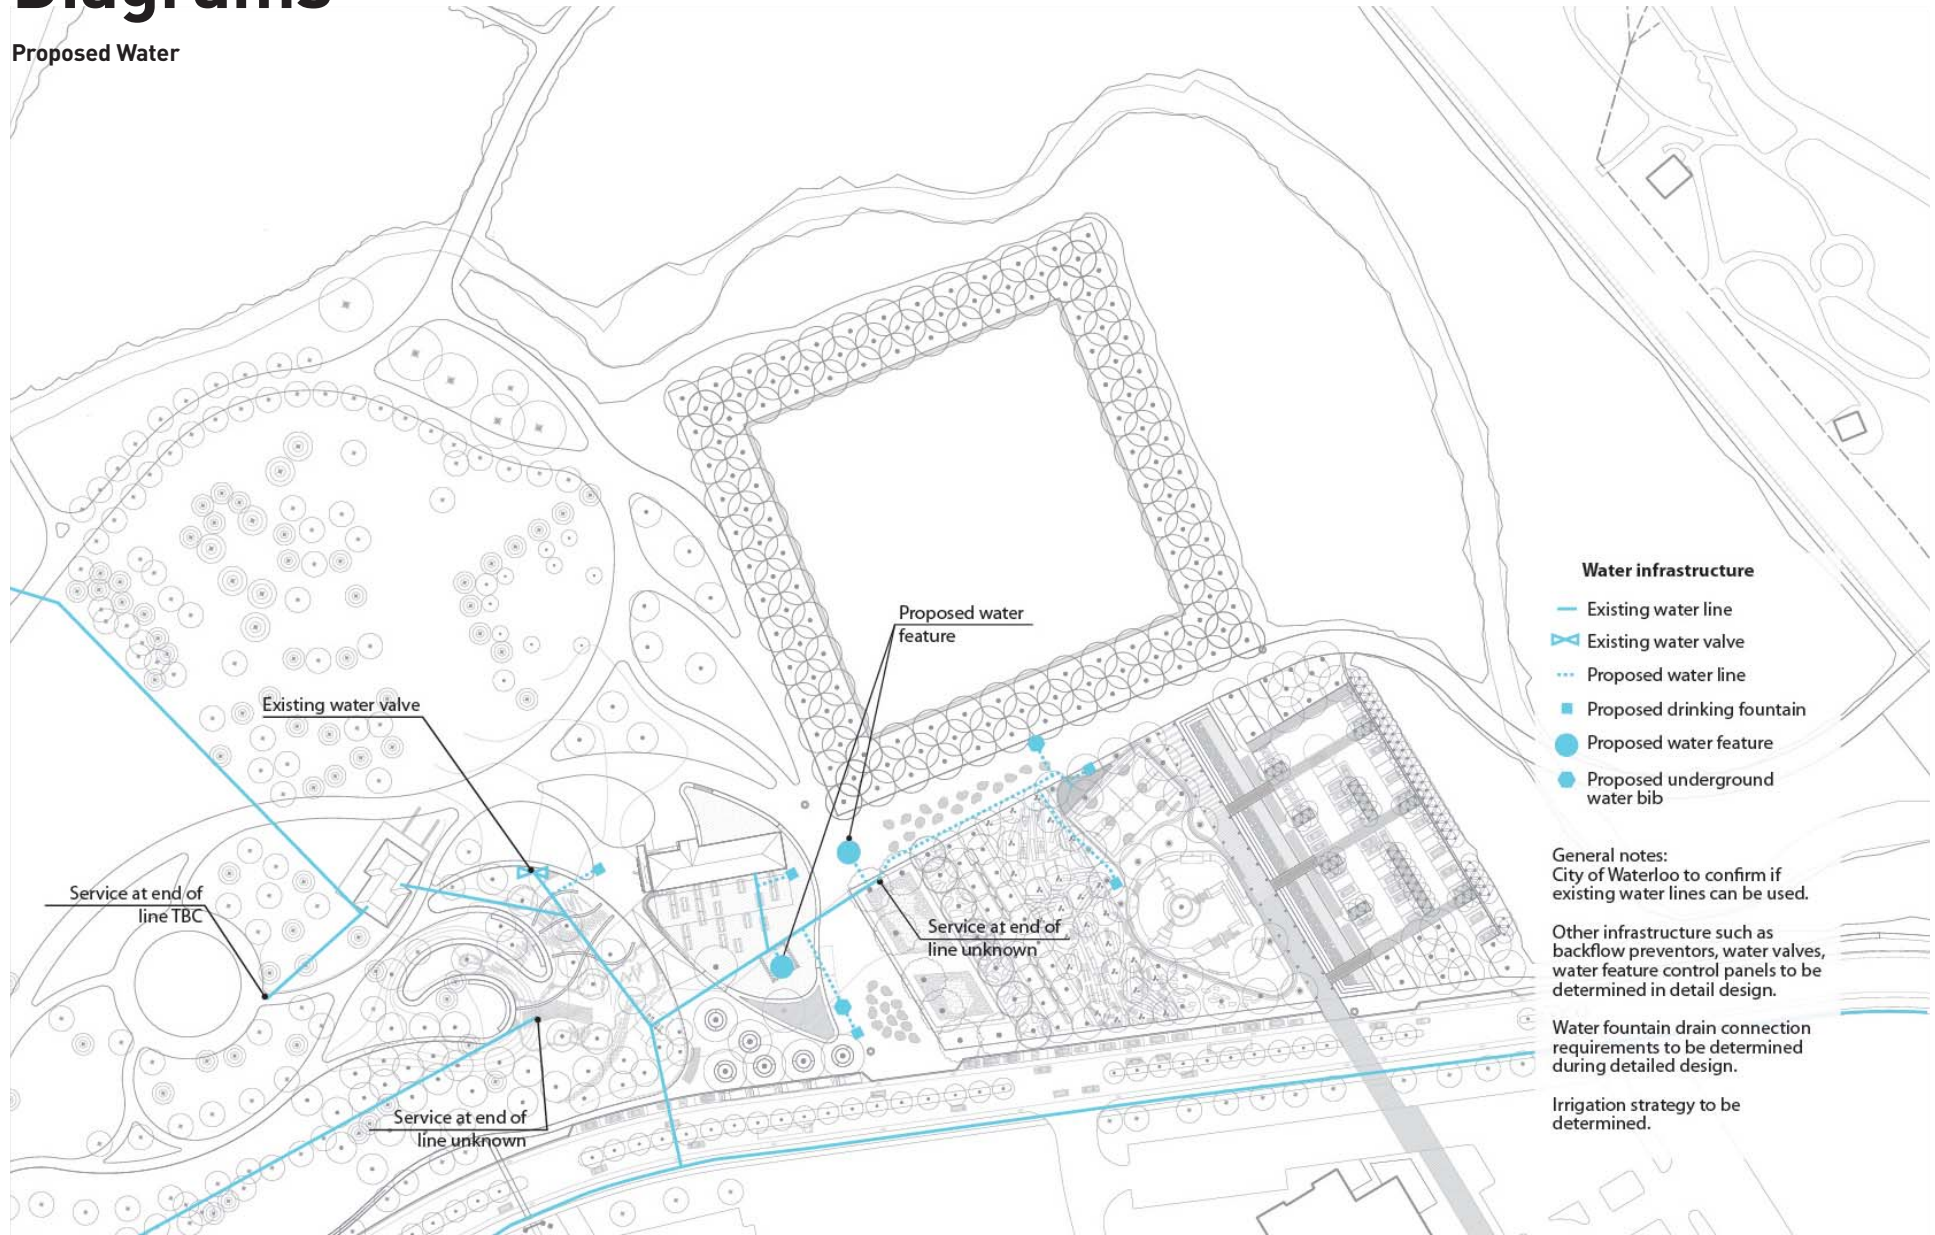 Diagrams
Proposed Water
Proposed water
feature
Existing water valve
Service at end of
line TBC
Service at end of
line unknown
Service at end of
line unknown
Water infrastructure
Existing water line
Existing water valve
Proposed water line
Proposed drinking fountain
Proposed water feature
Proposed underground
water bib
General notes:
City of Waterloo to confirm if
existing water lines can be used.
Other infrastructure such as
backflow preventors, water valves,
water feature control panels to be
determined in detail design.
Water fountain drain connection
requirements to be determined
during detailed design.
Irrigation strategy to be
determined.